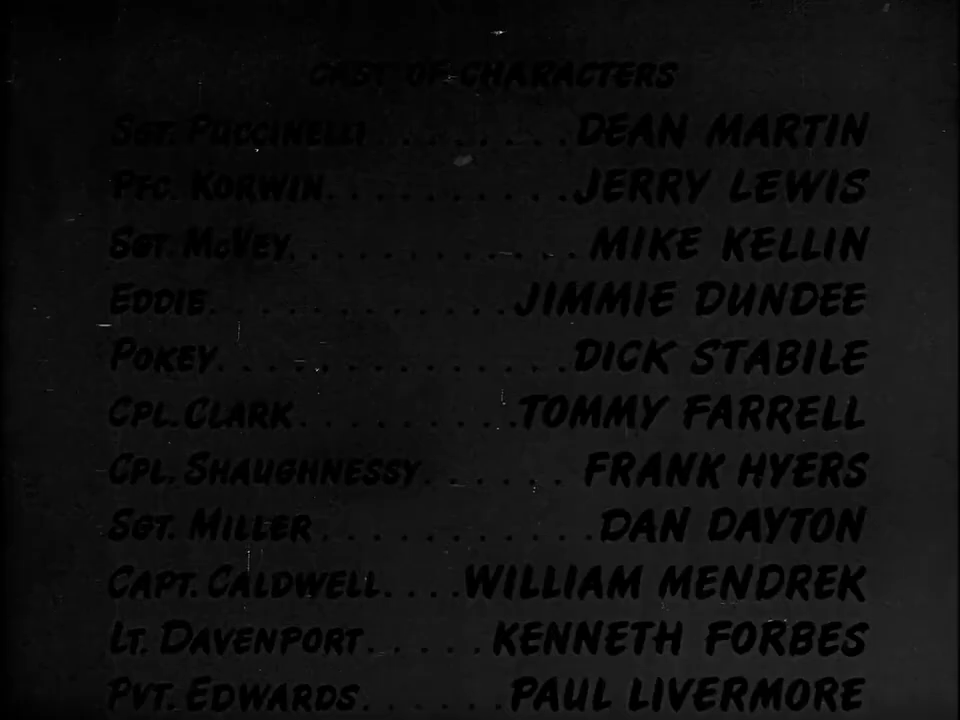 CAST OF CHARACTERS
SGT. PUCCINELLI . . . . . . . . DEAN MARTIN
PFC. KORWIN. . . . . . . . . . . JERRY LEWIS
SGT. McVEY. . . . . . . . . . . . . MIKE KELLIN
EDDIE. . . . . . . . . . . . . JIMMIE DUNDEE
POKEY. . . . . . . . . . . . . . . DICK STABILE
CPL. CLARK. . . . . . . . . . TOMMY FARRELL
CPL. SHAUGHNESSY. . . . . . FRANK HYERS
SGT. MILLER. . . . . . . . . . . . DAN DAYTON
CAPT. CALDWELL. . . . WILLIAM MENDREK
LT. DAVENPORT. . . . . . KENNETH FORBES
PVT. EDWARDS. . . . . . . PAUL LIVERMORE